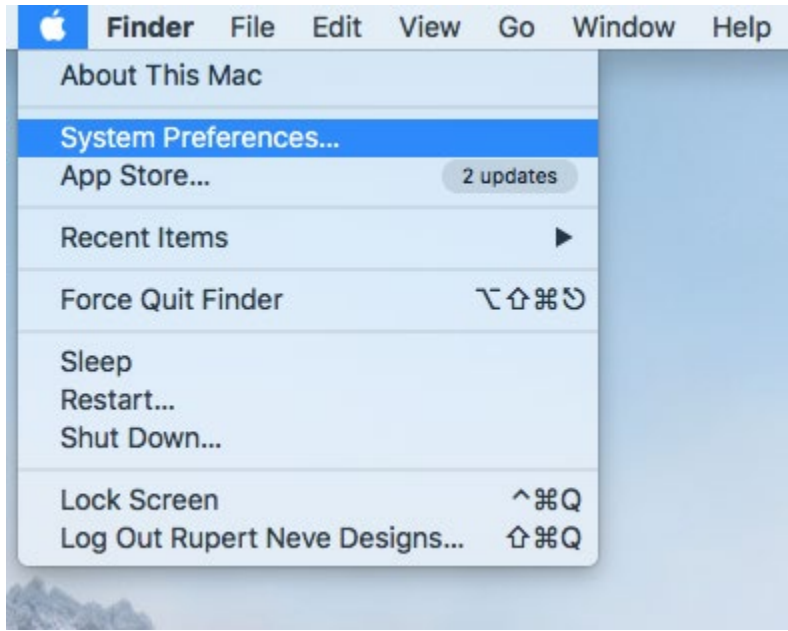 Finder File Edit View Go Window Help
About This Mac
System Preferences...
App Store... 2 updates
Recent Items ▶
Force Quit Finder ⌥⇧⌘⎋
Sleep
Restart...
Shut Down...
Lock Screen ^⌘Q
Log Out Rupert Neve Designs... ⇧⌘Q